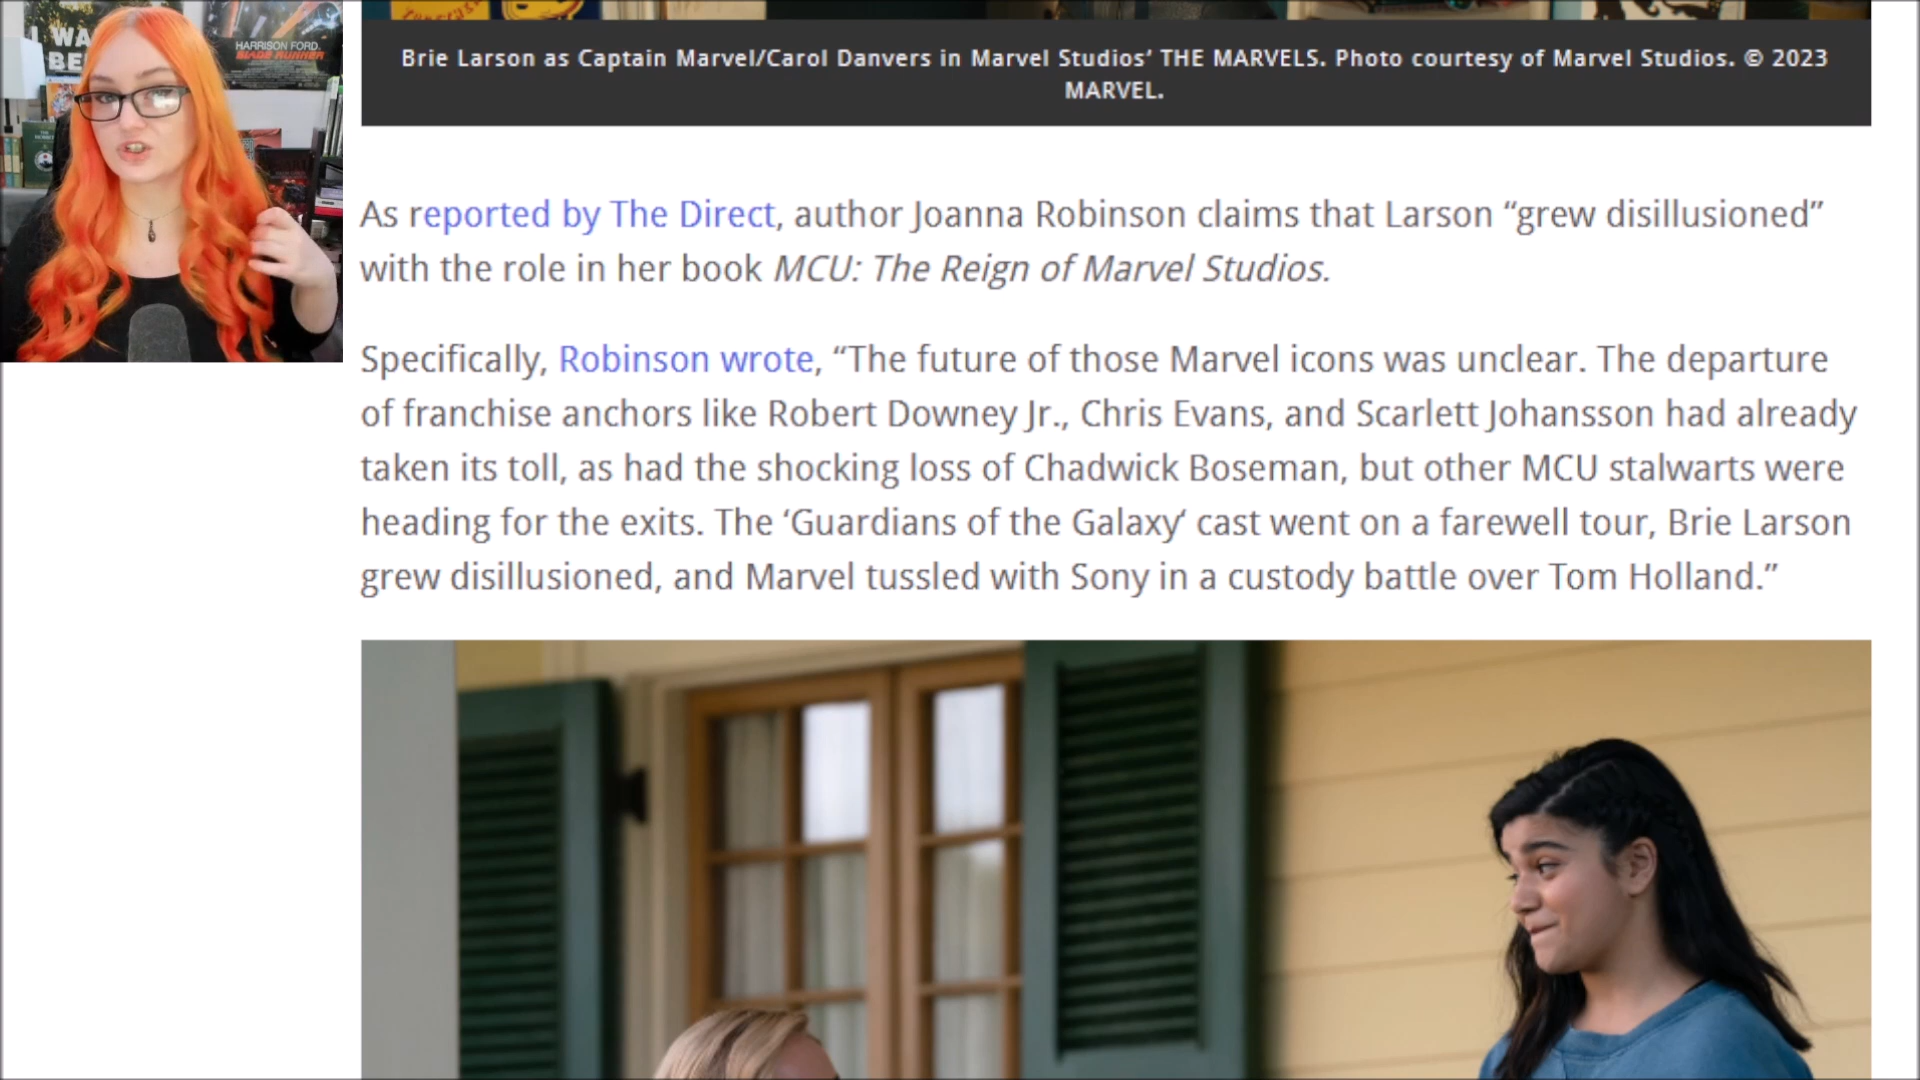 I WA
BE
HARRISON FORD.
BLADE RUNNER
Brie Larson as Captain Marvel/Carol Danvers in Marvel Studios’ THE MARVELS. Photo courtesy of Marvel Studios. © 2023
MARVEL.
As reported by The Direct, author Joanna Robinson claims that Larson “grew disillusioned”
with the role in her book MCU: The Reign of Marvel Studios.
Specifically, Robinson wrote, “The future of those Marvel icons was unclear. The departure
of franchise anchors like Robert Downey Jr., Chris Evans, and Scarlett Johansson had already
taken its toll, as had the shocking loss of Chadwick Boseman, but other MCU stalwarts were
heading for the exits. The ‘Guardians of the Galaxy‘ cast went on a farewell tour, Brie Larson
grew disillusioned, and Marvel tussled with Sony in a custody battle over Tom Holland.”